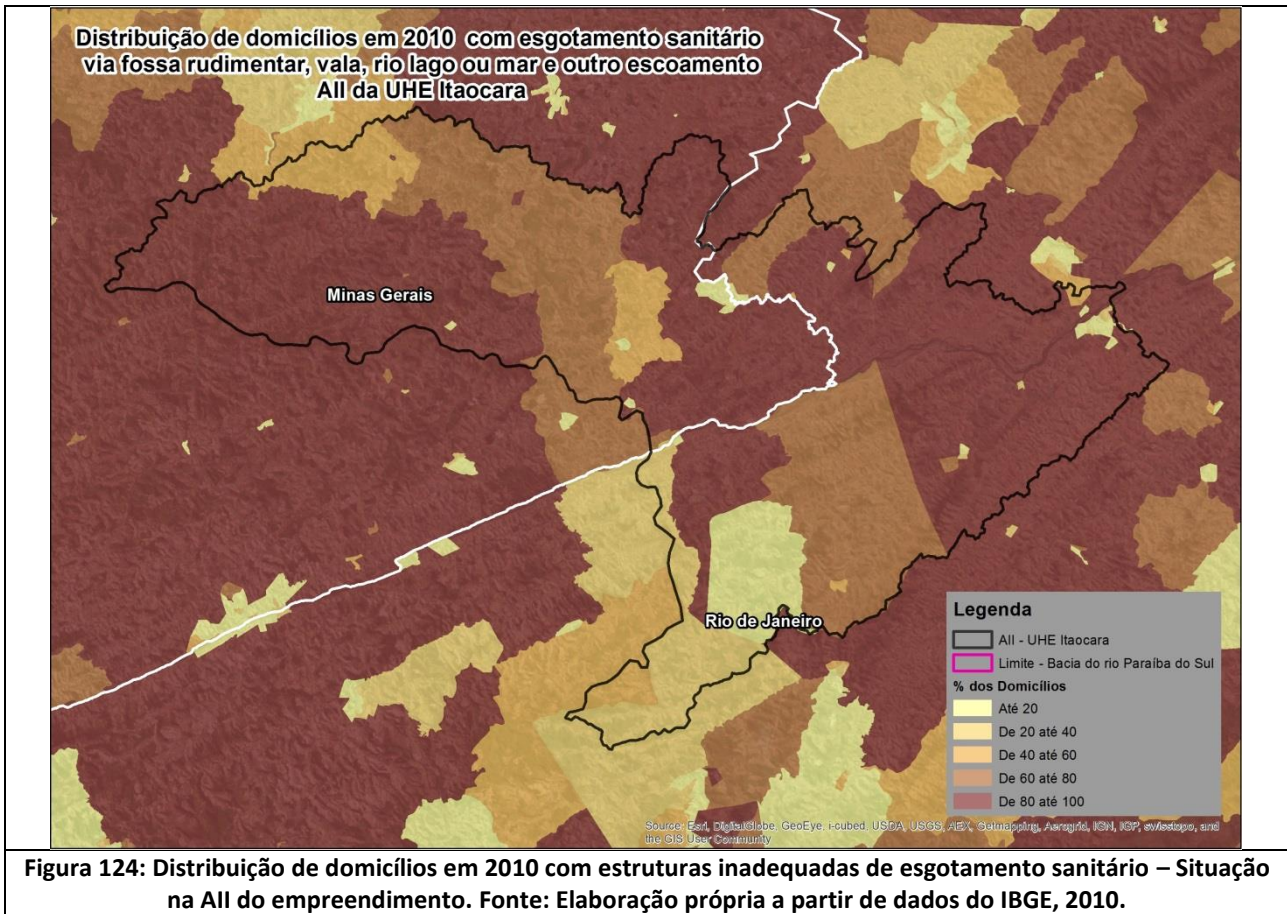 Distribuição de domicílios em 2010 com esgotamento sanitário
via fossa rudimentar, vala, rio lago ou mar e outro escoamento
AII da UHE Itaocara
Minas Gerais
Rio de Janeiro
Legenda
AII - UHE Itaocara
Limite - Bacia do rio Paraíba do Sul
% dos Domicílios
Até 20
De 20 até 40
De 40 até 60
De 60 até 80
De 80 até 100
Source: Esri, DigitalGlobe, GeoEye, i-cubed, USDA, USGS, AEX, Getmapping, Aerogrid, IGN, IGP, swisstopo, and
the GIS User Community
Figura 124: Distribuição de domicílios em 2010 com estruturas inadequadas de esgotamento sanitário – Situação
na AII do empreendimento. Fonte: Elaboração própria a partir de dados do IBGE, 2010.